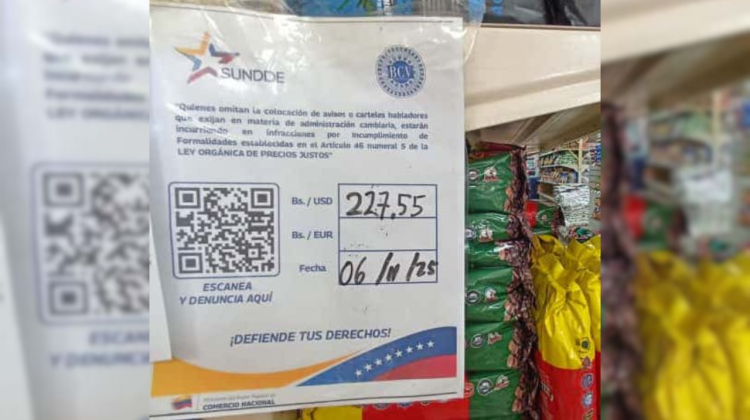 SUNDDE
BCV
"Quienes omitan la colocación de avisos o carteles habladores
que exijan en materia de administración cambiaria, estarán
incurriendo en infracciones por incumplimiento de
Formalidades establecidas en el Artículo 46 numeral 5 de la
LEY ORGÁNICA DE PRECIOS JUSTOS"
Bs. / USD 227,55
Bs. / EUR
Fecha 06/11/25
ESCANEA
Y DENUNCIA AQUÍ
¡DEFIENDE TUS DERECHOS!
COMERCIO NACIONAL